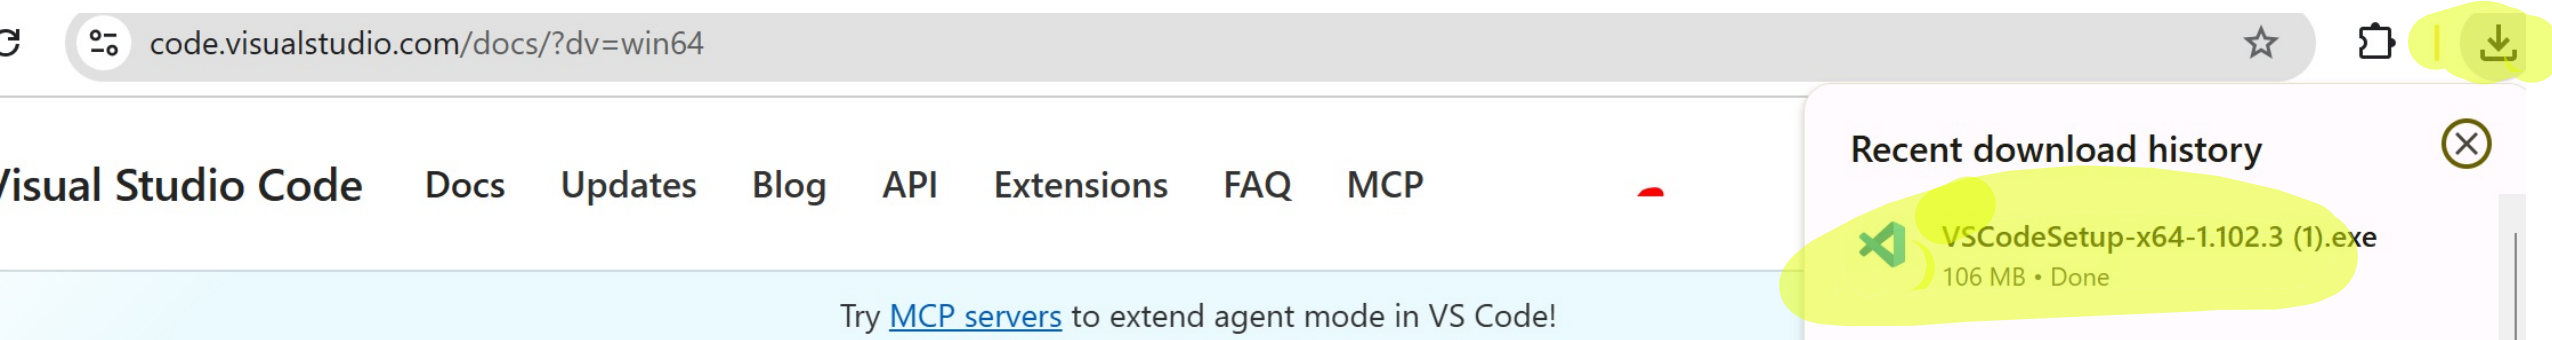 code.visualstudio.com/docs/?dv=win64
Visual Studio Code Docs Updates Blog API Extensions FAQ MCP
Recent download history
VSCodeSetup-x64-1.102.3 (1).exe
106 MB • Done
Try MCP servers to extend agent mode in VS Code!